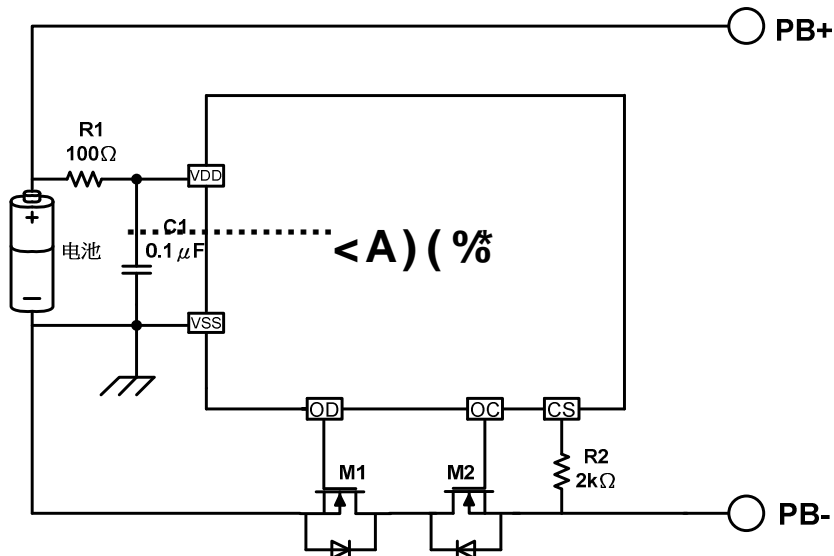 PB+
R1
100Ω
VDD
+
C1
0.1μF
电池
<A)(%*
−
VSS
OD
OC
CS
M1
M2
R2
2kΩ
PB-